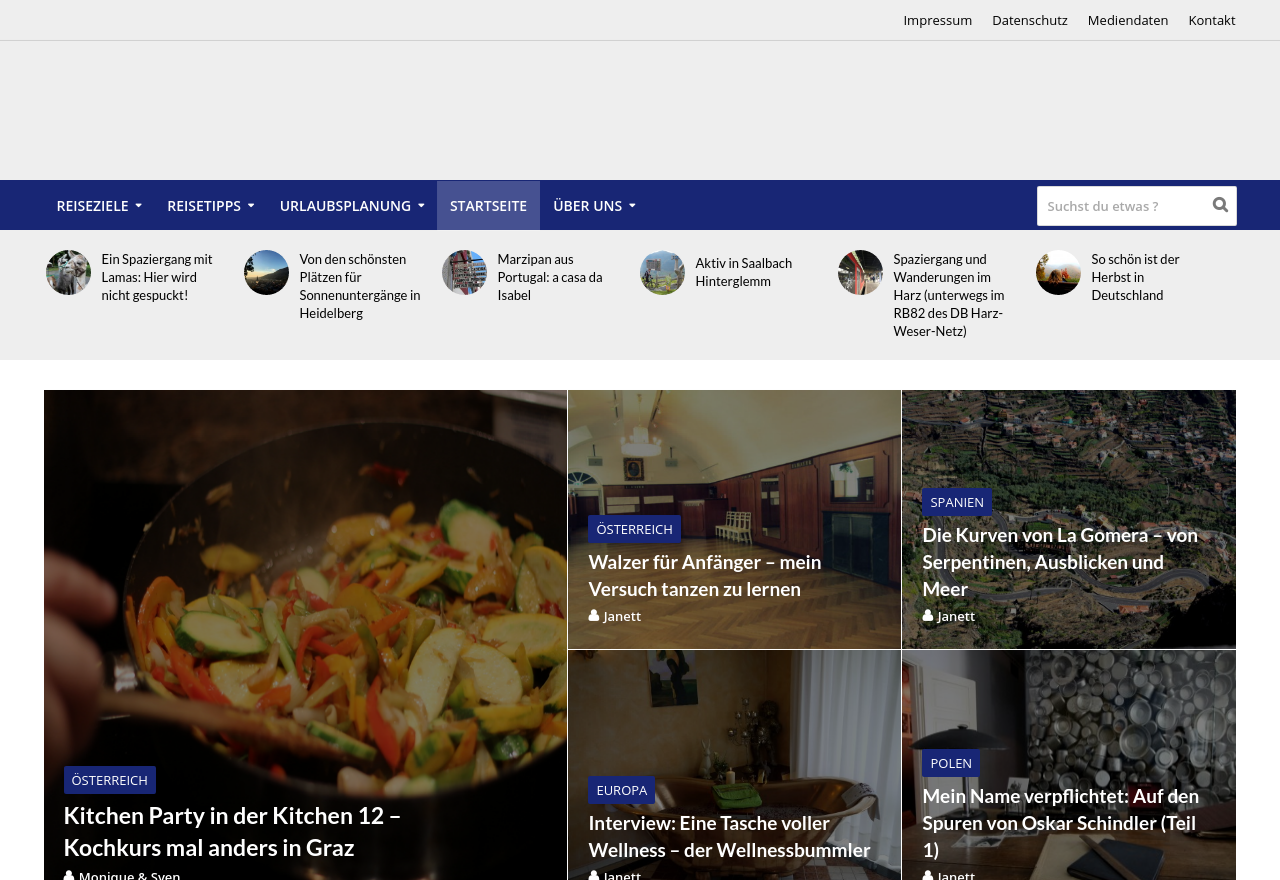 Impressum Datenschutz Mediendaten Kontakt
REISEZIELE REISETIPPS URLAUBSPLANUNG STARTSEITE ÜBER UNS Suchst du etwas ?
Ein Spaziergang mit
Lamas: Hier wird
nicht gespuckt!
Von den schönsten
Plätzen für
Sonnenuntergänge in
Heidelberg
Marzipan aus
Portugal: a casa da
Isabel
Aktiv in Saalbach
Hinterglemm
Spaziergang und
Wanderungen im
Harz (unterwegs im
RB82 des DB Harz-
Weser-Netz)
So schön ist der
Herbst in
Deutschland
ÖSTERREICH
Kitchen Party in der Kitchen 12 –
Kochkurs mal anders in Graz
Monique & Sven
ÖSTERREICH
Walzer für Anfänger – mein
Versuch tanzen zu lernen
Janett
SPANIEN
Die Kurven von La Gomera – von
Serpentinen, Ausblicken und
Meer
Janett
EUROPA
Interview: Eine Tasse voller
Wellness – der Wellnessbummler
Janett
POLEN
Mein Name verpflichtet: Auf den
Spuren von Oskar Schindler (Teil
1)
Janett